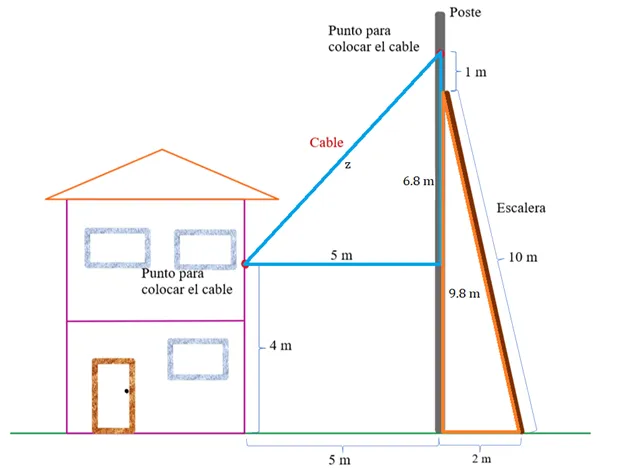 Poste
Punto para
colocar el cable
1 m
Cable
z
6.8 m
Escalera
5 m
10 m
Punto para
colocar el cable
9.8 m
4 m
5 m
2 m